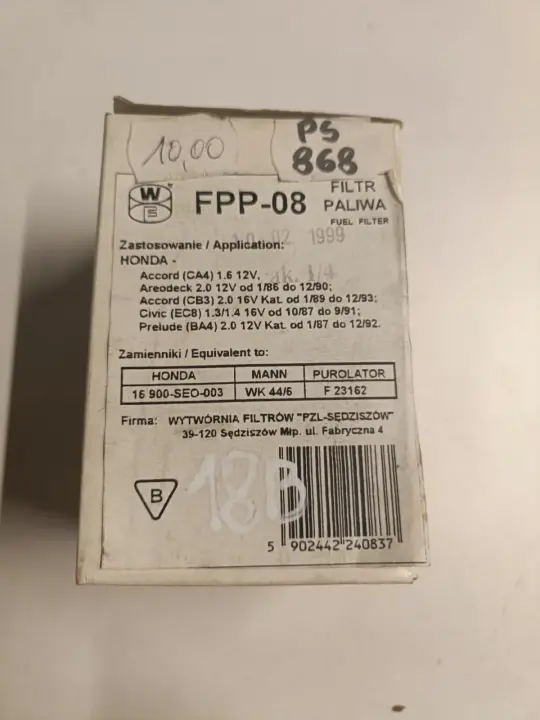 10,00
PS
868
W
FPP-08
FILTR
PALIWA
FUEL FILTER
02 1999
Zastosowanie / Application:
HONDA -
ak. 1/4
Accord (CA4) 1.6 12V,
Areodeck 2.0 12V od 1/86 do 12/90;
Accord (CB3) 2.0 16V Kat. od 1/89 do 12/93;
Civic (EC8) 1.3/1.4 16V od 10/87 do 9/91;
Prelude (BA4) 2.0 12V Kat. od 1/87 do 12/92.
Zamienniki / Equivalent to:
HONDA MANN PUROLATOR
16 900-SEO-003 WK 44/6 F 23162
Firma: WYTWÓRNIA FILTRÓW "PZL-SĘDZISZÓW"
39-120 Sędziszów Młp. ul. Fabryczna 4
B
18B
5 902442 240837